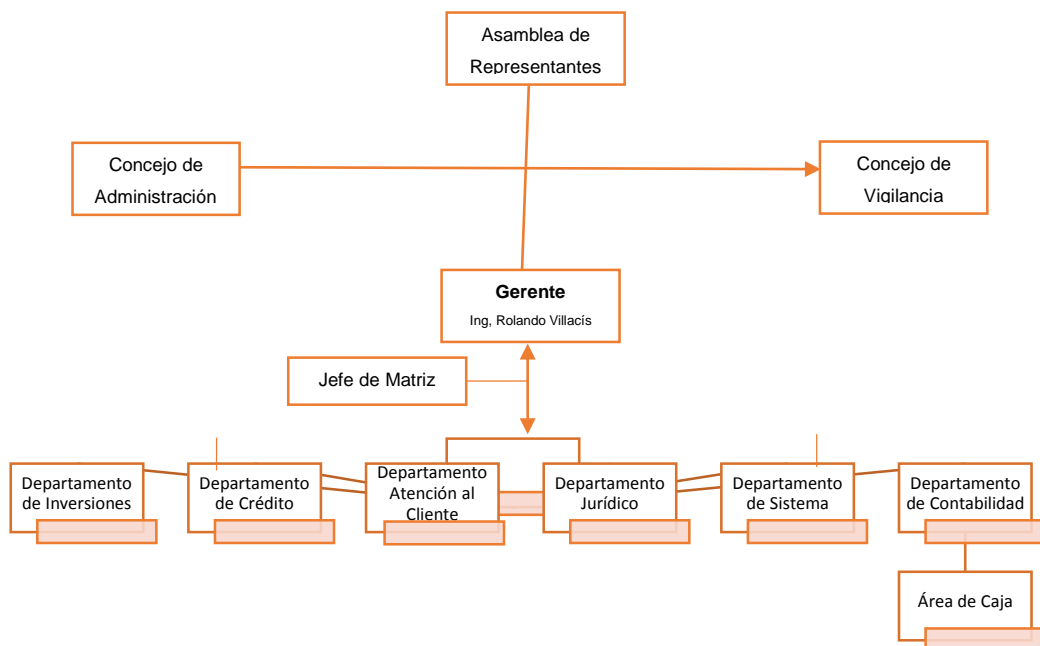 Asamblea de
Representantes
Concejo de
Administración
Concejo de
Vigilancia
Gerente
Ing, Rolando Villacís
Jefe de Matriz
Departamento
de Inversiones
Departamento
de Crédito
Departamento
Atención al
Cliente
Departamento
Jurídico
Departamento
de Sistema
Departamento
de Contabilidad
Área de Caja